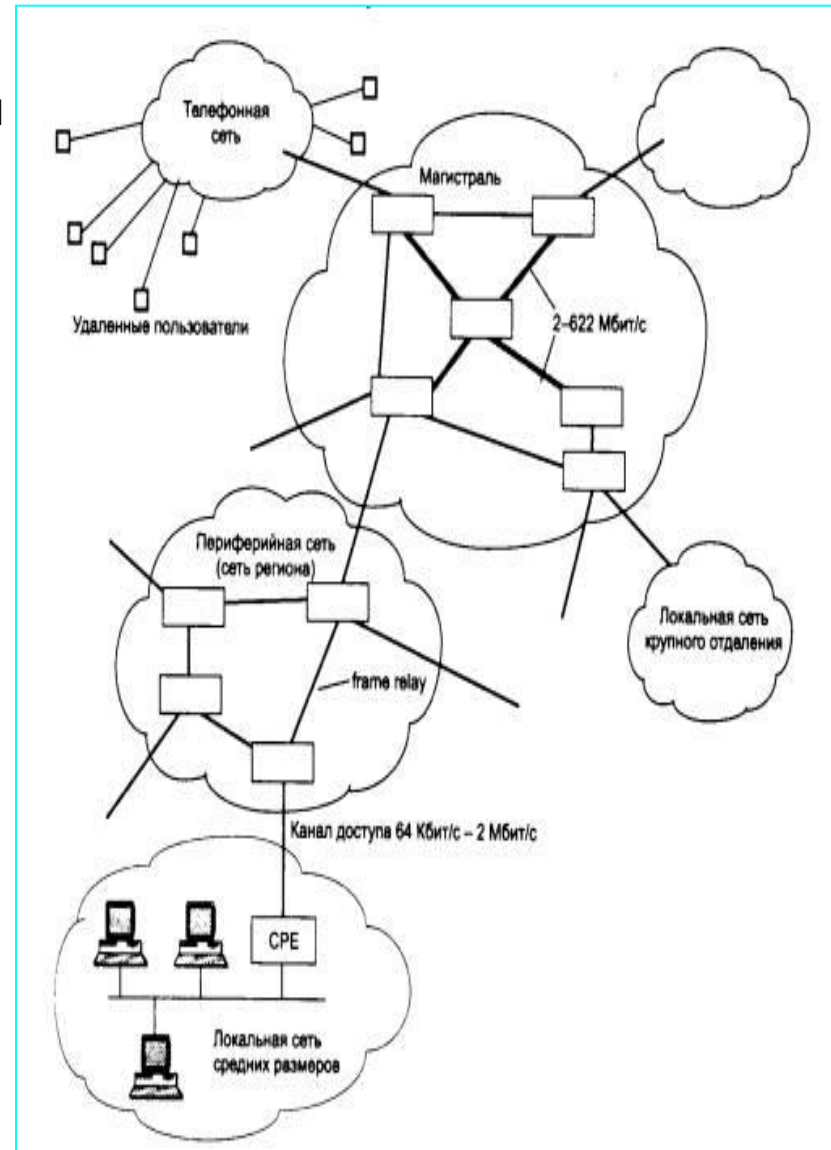 Телефонная
сеть
Магистраль
2–622 Мбит/с
Удаленные пользователи
Периферийная сеть
(сеть региона)
Локальная сеть
крупного отделения
frame relay
Канал доступа 64 Кбит/с – 2 Мбит/с
CPE
Локальная сеть
средних размеров